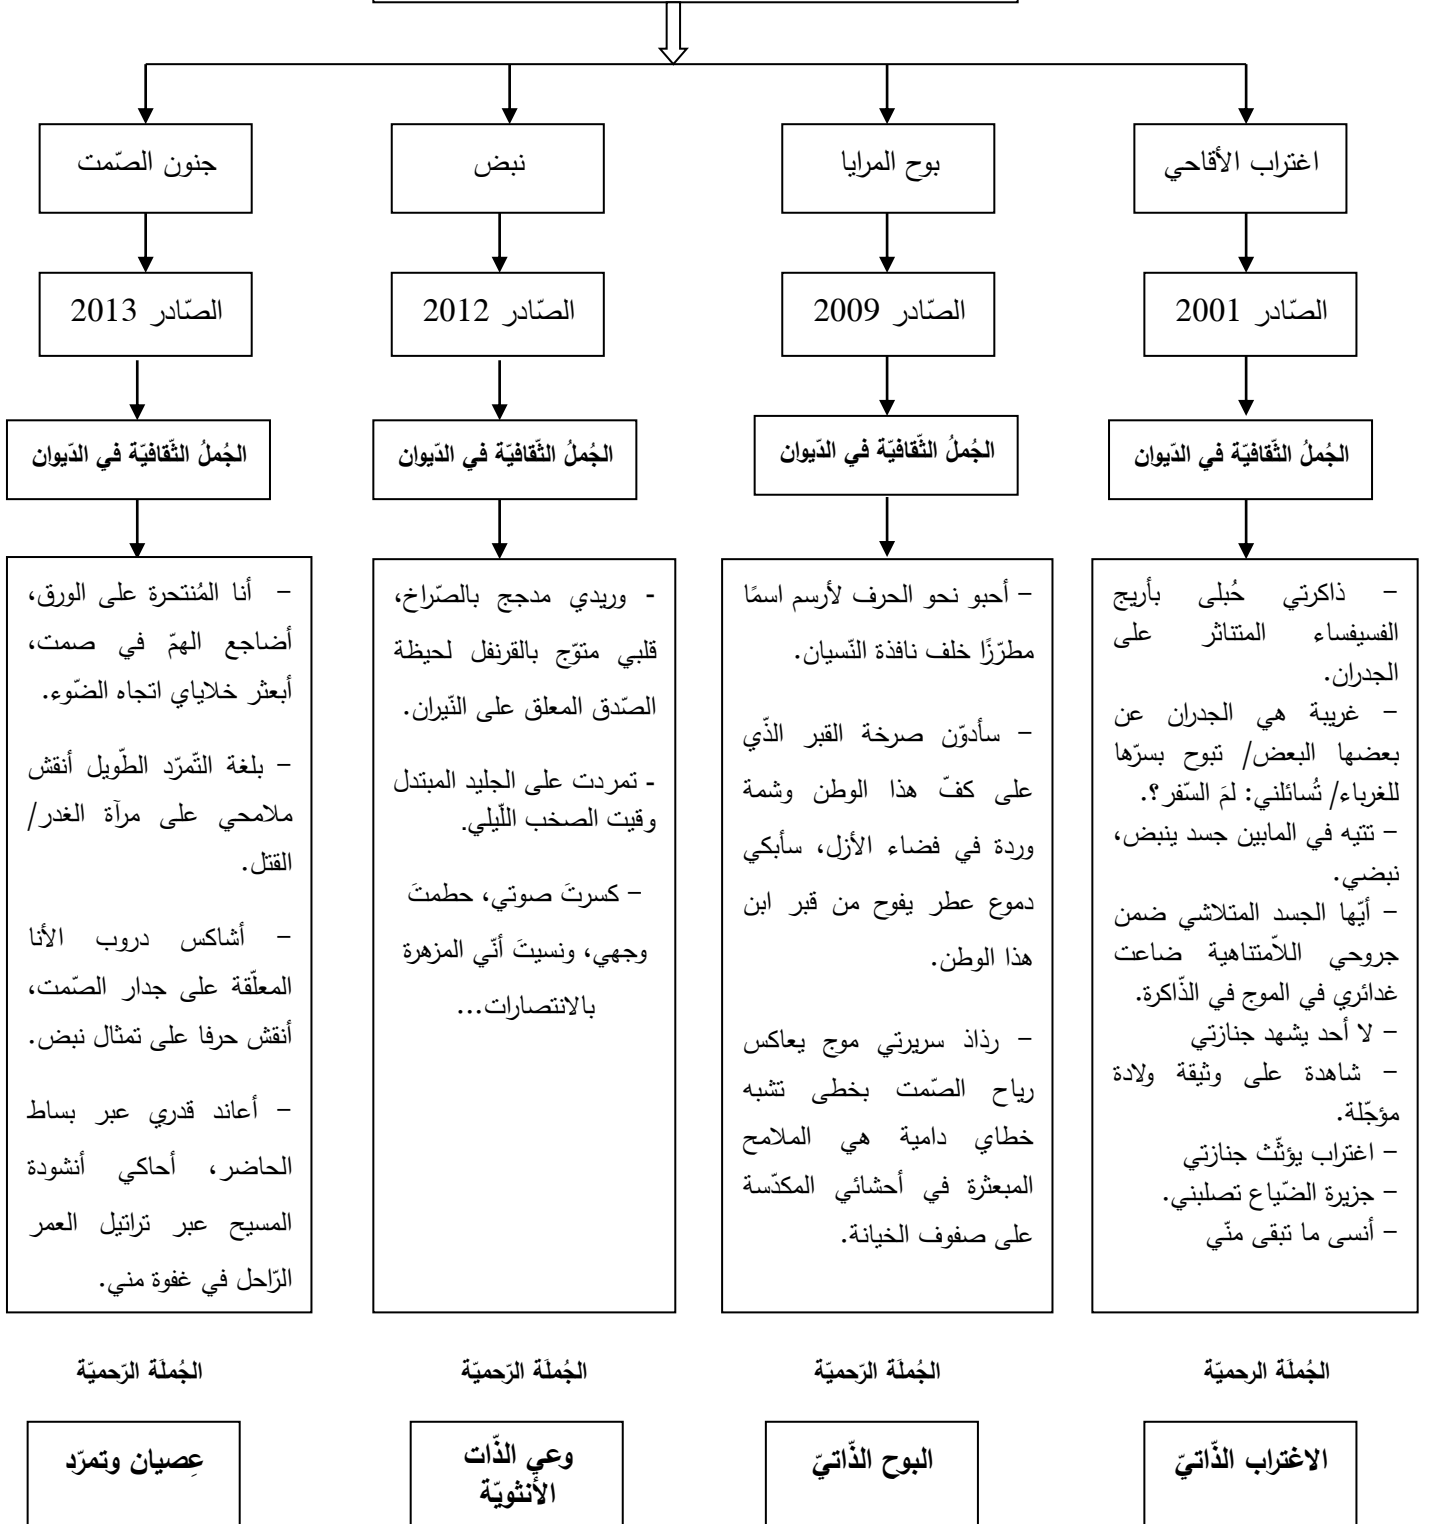 اغتراب الأقاحي
بوح المرايا
نبض
جنون الصّمت
الصّادر 2001
الصّادر 2009
الصّادر 2012
الصّادر 2013
الجُملُ الثّقافيّة في الدّيوان
الجُملُ الثّقافيّة في الدّيوان
الجُملُ الثّقافيّة في الدّيوان
الجُملُ الثّقافيّة في الدّيوان
– ذاكرتي حُبلى بأريج
الفسيفساء المتناثر على
الجدران.
– غريبة هي الجدران عن
بعضها البعض/ تبوح بسرّها
للغرباء/ تُسائلني: لمَ السّفر؟.
– تتيه في المابين جسد ينبض،
نبضي.
– أيّها الجسد المتلاشي ضمن
جروحي اللاّمتناهية ضاعت
غدائري في الموج في الذّاكرة.
– لا أحد يشهد جنازتي
– شاهدة على وثيقة ولادة
مؤجّلة.
– اغتراب يؤثّث جنازتي
– جزيرة الضّياع تصلبني.
– أنسى ما تبقى منّي
– أحبو نحو الحرف لأرسم اسمًا
مطرّزًا خلف نافذة النّسيان.
– سأدوّن صرخة القبر الذّي
على كفّ هذا الوطن وشمة
وردة في فضاء الأزل، سأبكي
دموع عطر يفوح من قبر ابن
هذا الوطن.
– رذاذ سريرتي موج يعاكس
رياح الصّمت بخطى تشبه
خطاي دامية هي الملامح
المبعثرة في أحشائي المكدّسة
على صفوف الخيانة.
- وريدي مدجج بالصّراخ،
قلبي متوّج بالقرنفل لحيظة
الصّدق المعلق على النّيران.
- تمردت على الجليد المبتدل
وقيت الصخب اللّيلي.
– كسرتَ صوتي، حطمتَ
وجهي، ونسيتَ أنّي المزهرة
بالانتصارات...
– أنا المُنتحرة على الورق،
أضاجع الهمّ في صمت،
أبعثر خلاياي اتجاه الضّوء.
– بلغة التّمرّد الطّويل أنقش
ملامحي على مرآة الغدر/
القتل.
– أشاكس دروب الأنا
المعلّقة على جدار الصّمت،
أنقش حرفا على تمثال نبض.
– أعاند قدري عبر بساط
الحاضر، أحاكي أنشودة
المسيح عبر تراتيل العمر
الرّاحل في غفوة مني.
الجُملَة الرحميّة
الجُملَة الرّحميّة
الجُملَة الرّحميّة
الجُملَة الرّحميّة
الاغتراب الذّاتيّ
البوح الذّاتيّ
وعي الذّات
الأنثويّة
عِصيان وتمرّد